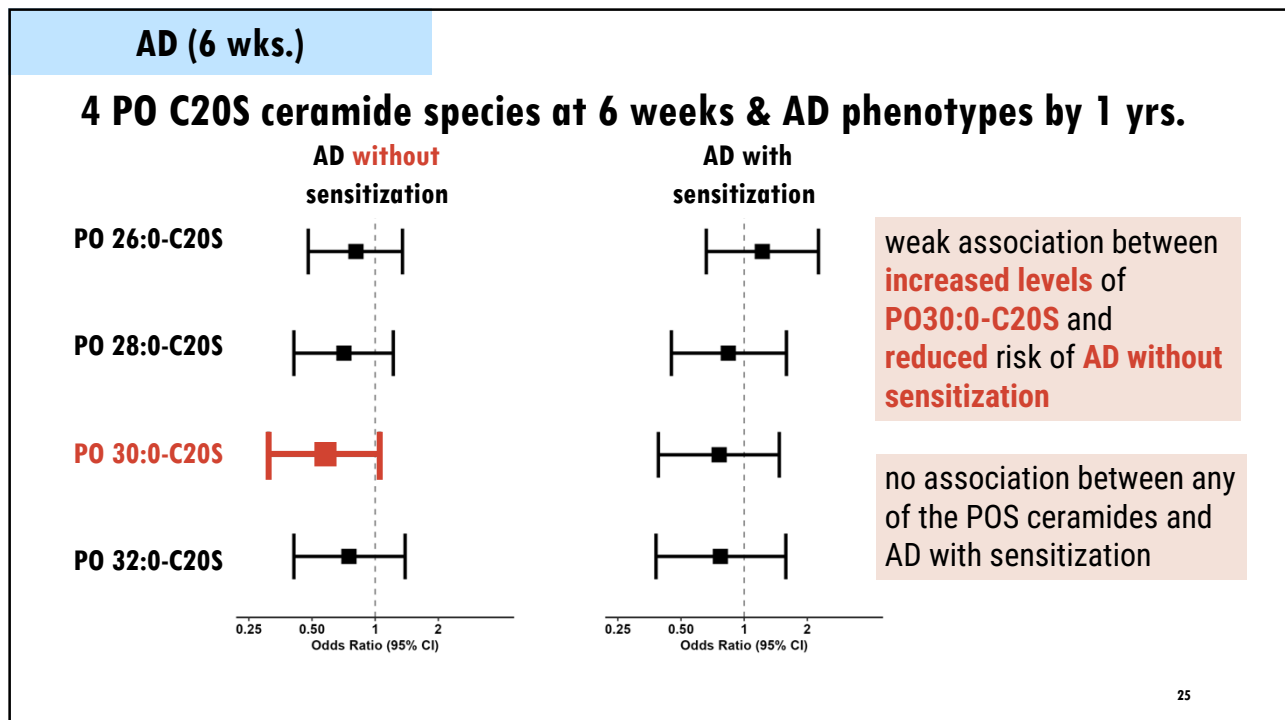 AD (6 wks.)
4 PO C20S ceramide species at 6 weeks & AD phenotypes by 1 yrs.
AD without
sensitization
AD with
sensitization
PO 26:0-C20S
PO 28:0-C20S
PO 30:0-C20S
PO 32:0-C20S
0.25 0.50 1 2
Odds Ratio (95% CI)
0.25 0.50 1 2
Odds Ratio (95% CI)
weak association between
increased levels of
PO30:0-C20S and
reduced risk of AD without
sensitization
no association between any
of the POS ceramides and
AD with sensitization
25